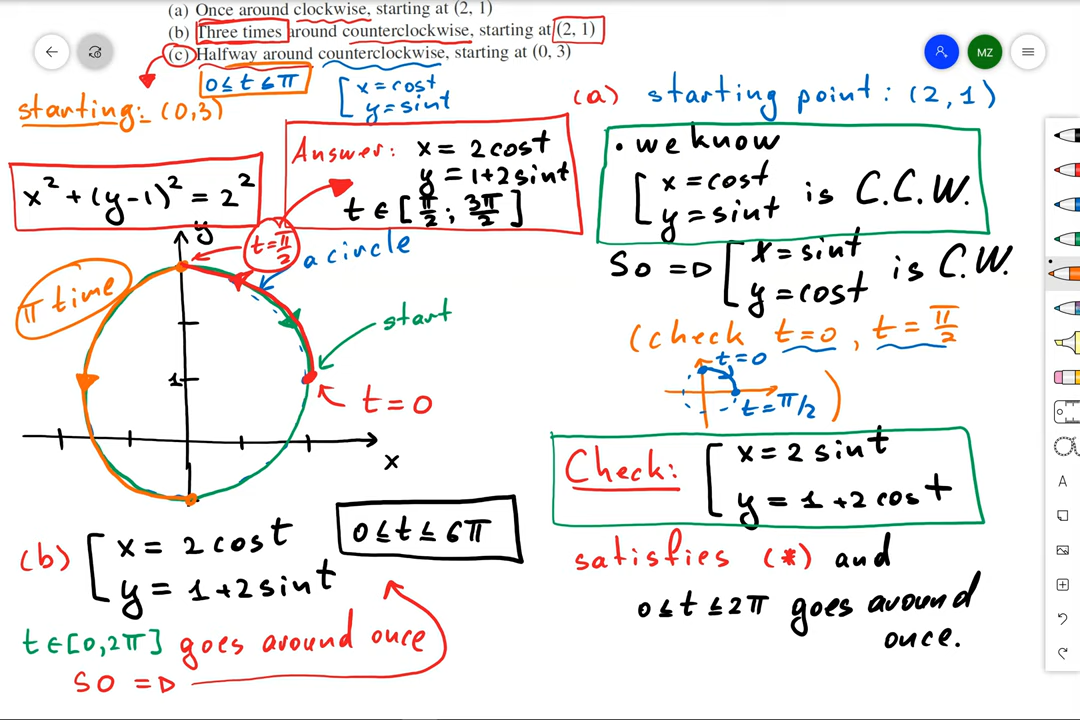 (a) Once around clockwise, starting at (2, 1)
(b) Three times around counterclockwise, starting at (2, 1)
(c) Halfway around counterclockwise, starting at (0, 3)
MZ
0≤t≤6π
[x=cost
y=sint
starting: (0,3)
x² + (y-1)² = 2²
Answer: x = 2cost
y = 1+2sint
t ∈ [π/2 ; 3π/2]
y
t=π/2
a circle
π time
start
1
t=0
x
(b) [x = 2cost
y = 1+2sint
0≤t≤6π
t∈[0,2π] goes around once
SO =>
(a) starting point: (2,1)
• we know
[x=cost
y=sint
is C.C.W.
SO => [x=sint
y=cost
is C.W.
(check t=0, t=π/2
t=0
t=π/2
)
Check: [x=2sint
y=1+2cost
satisfies (*) and
0≤t≤2π goes around
once.
A